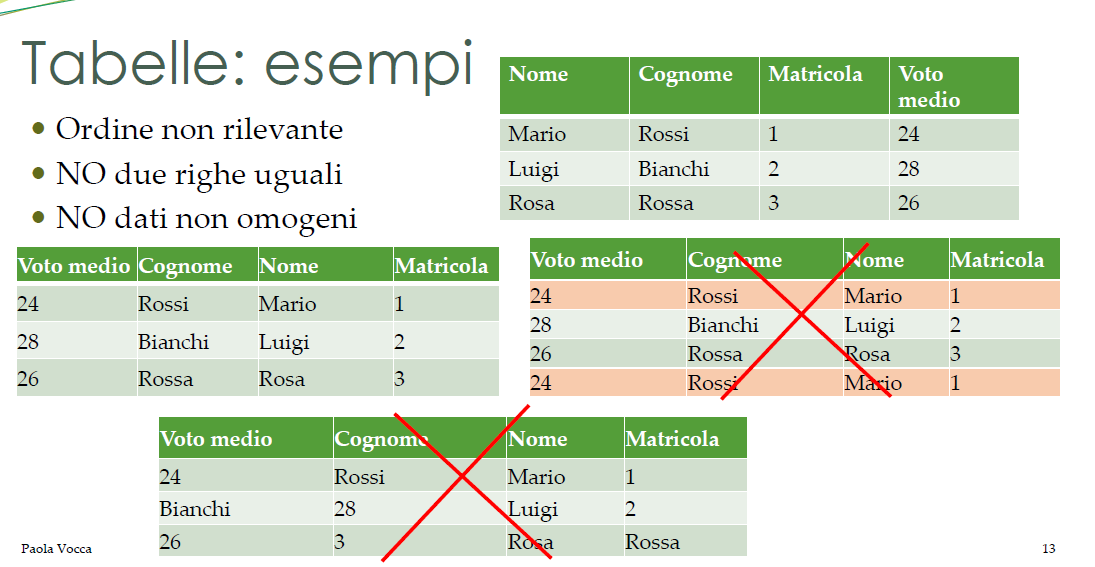 Tabelle: esempi
• Ordine non rilevante
• NO due righe uguali
• NO dati non omogeni
Nome Cognome Matricola Voto
medio
Mario Rossi 1 24
Luigi Bianchi 2 28
Rosa Rossa 3 26
Voto medio Cognome Nome Matricola
24 Rossi Mario 1
28 Bianchi Luigi 2
26 Rossa Rosa 3
Voto medio Cognome Nome Matricola
24 Rossi Mario 1
28 Bianchi Luigi 2
26 Rossa Rosa 3
24 Rossi Mario 1
Voto medio Cognome Nome Matricola
24 Rossi Mario 1
Bianchi 28 Luigi 2
26 3 Rosa Rossa
Paola Vocca
13